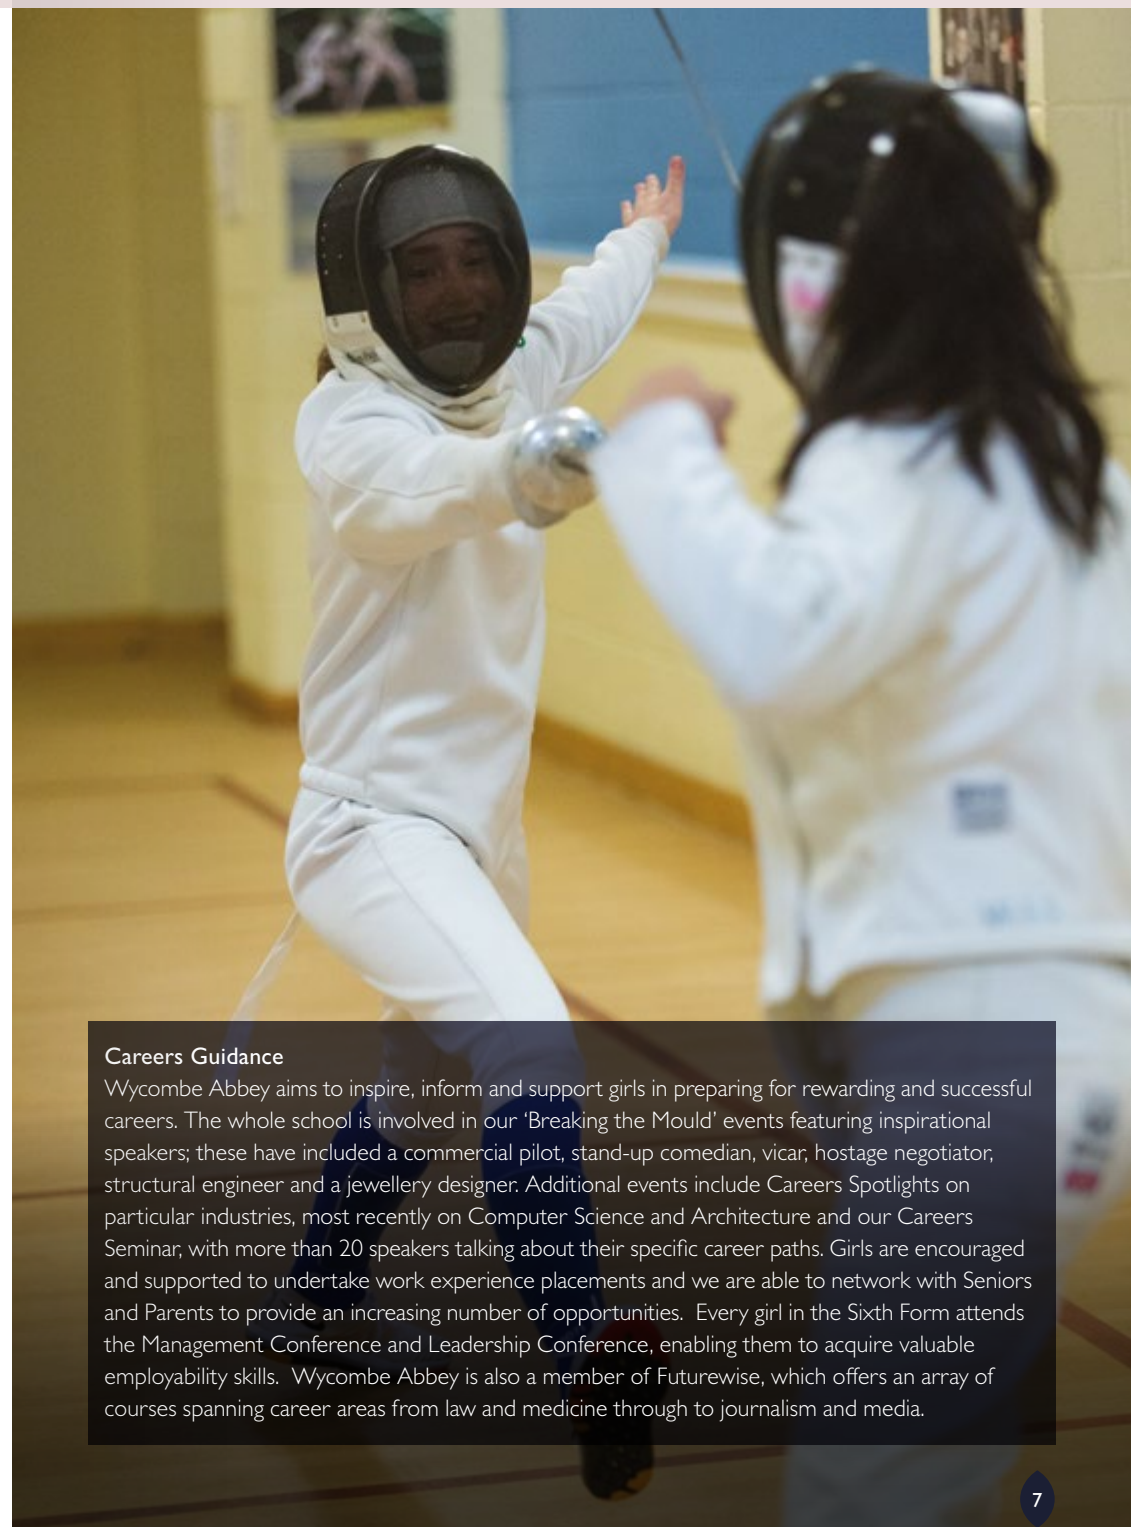 Careers Guidance
Wycombe Abbey aims to inspire, inform and support girls in preparing for rewarding and successful
careers. The whole school is involved in our ‘Breaking the Mould’ events featuring inspirational
speakers; these have included a commercial pilot, stand-up comedian, vicar, hostage negotiator,
structural engineer and a jewellery designer. Additional events include Careers Spotlights on
particular industries, most recently on Computer Science and Architecture and our Careers
Seminar, with more than 20 speakers talking about their specific career paths. Girls are encouraged
and supported to undertake work experience placements and we are able to network with Seniors
and Parents to provide an increasing number of opportunities.  Every girl in the Sixth Form attends
the Management Conference and Leadership Conference, enabling them to acquire valuable
employability skills.  Wycombe Abbey is also a member of Futurewise, which offers an array of
courses spanning career areas from law and medicine through to journalism and media.
7